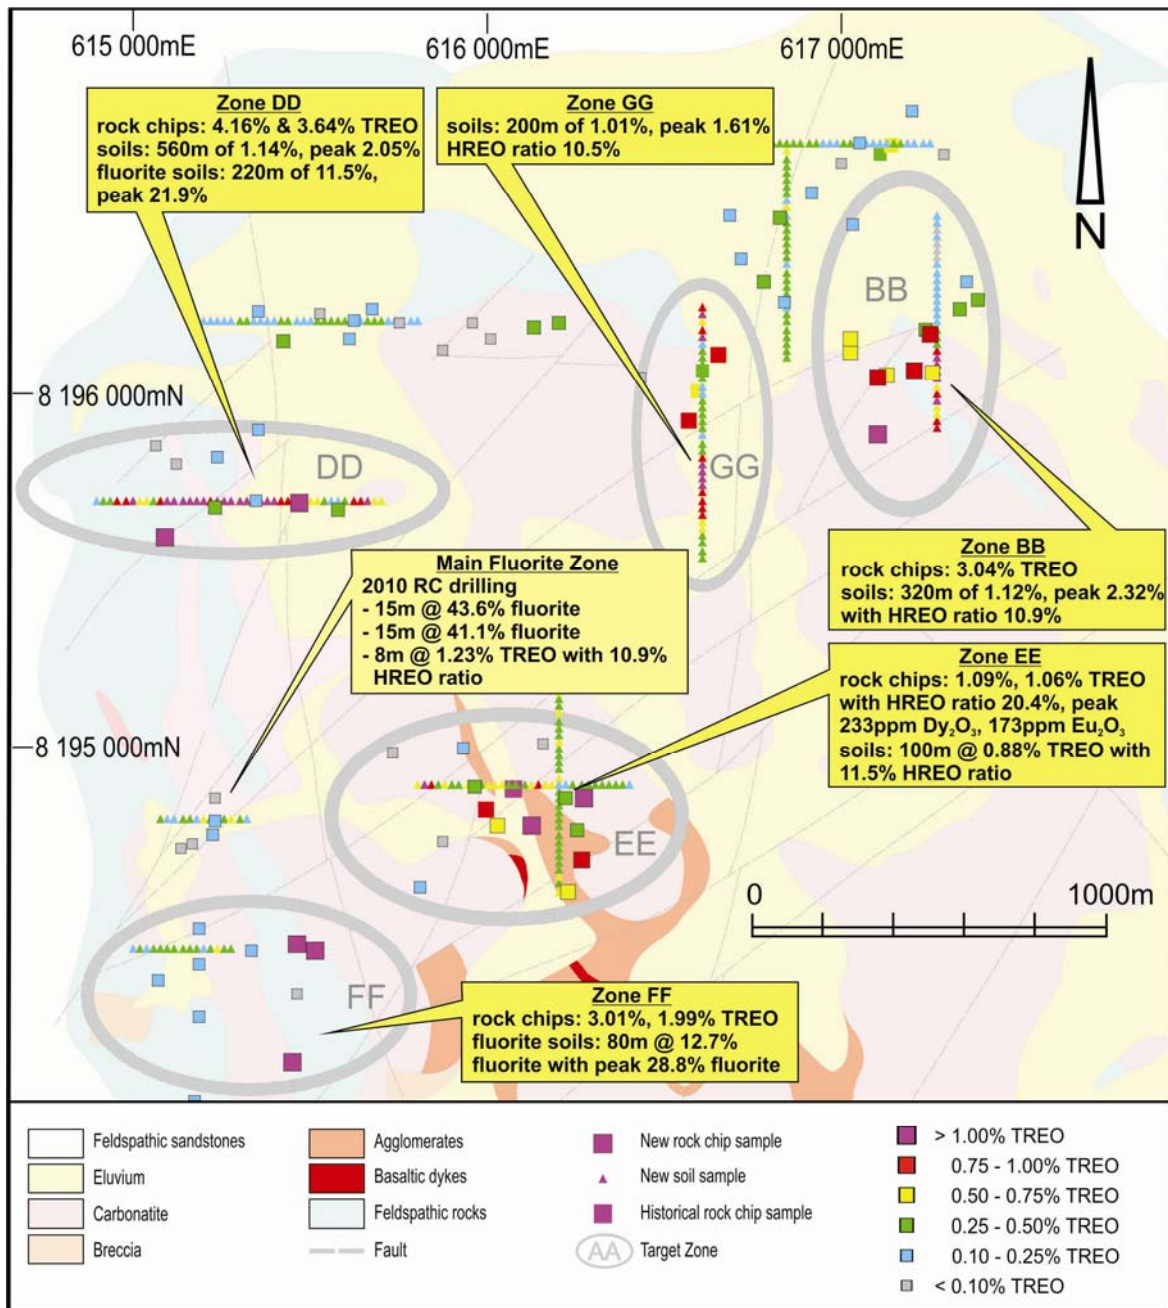 615 000mE
616 000mE
617 000mE
Zone DD
rock chips: 4.16% & 3.64% TREO
soils: 560m of 1.14%, peak 2.05%
fluorite soils: 220m of 11.5%,
peak 21.9%
Zone GG
soils: 200m of 1.01%, peak 1.61%
HREO ratio 10.5%
N
BB
8 196 000mN
DD
GG
Zone BB
rock chips: 3.04% TREO
soils: 320m of 1.12%, peak 2.32%
with HREO ratio 10.9%
Main Fluorite Zone
2010 RC drilling
- 15m @ 43.6% fluorite
- 15m @ 41.1% fluorite
- 8m @ 1.23% TREO with 10.9%
HREO ratio
Zone EE
rock chips: 1.09%, 1.06% TREO
with HREO ratio 20.4%, peak
233ppm Dy₂O₃, 173ppm Eu₂O₃
soils: 100m @ 0.88% TREO with
11.5% HREO ratio
8 195 000mN
EE
0 1000m
FF
Zone FF
rock chips: 3.01%, 1.99% TREO
fluorite soils: 80m @ 12.7%
fluorite with peak 28.8% fluorite
Feldspathic sandstones
Eluvium
Carbonatite
Breccia
Agglomerates
Basaltic dykes
Feldspathic rocks
Fault
New rock chip sample
New soil sample
Historical rock chip sample
AA Target Zone
> 1.00% TREO
0.75 - 1.00% TREO
0.50 - 0.75% TREO
0.25 - 0.50% TREO
0.10 - 0.25% TREO
< 0.10% TREO